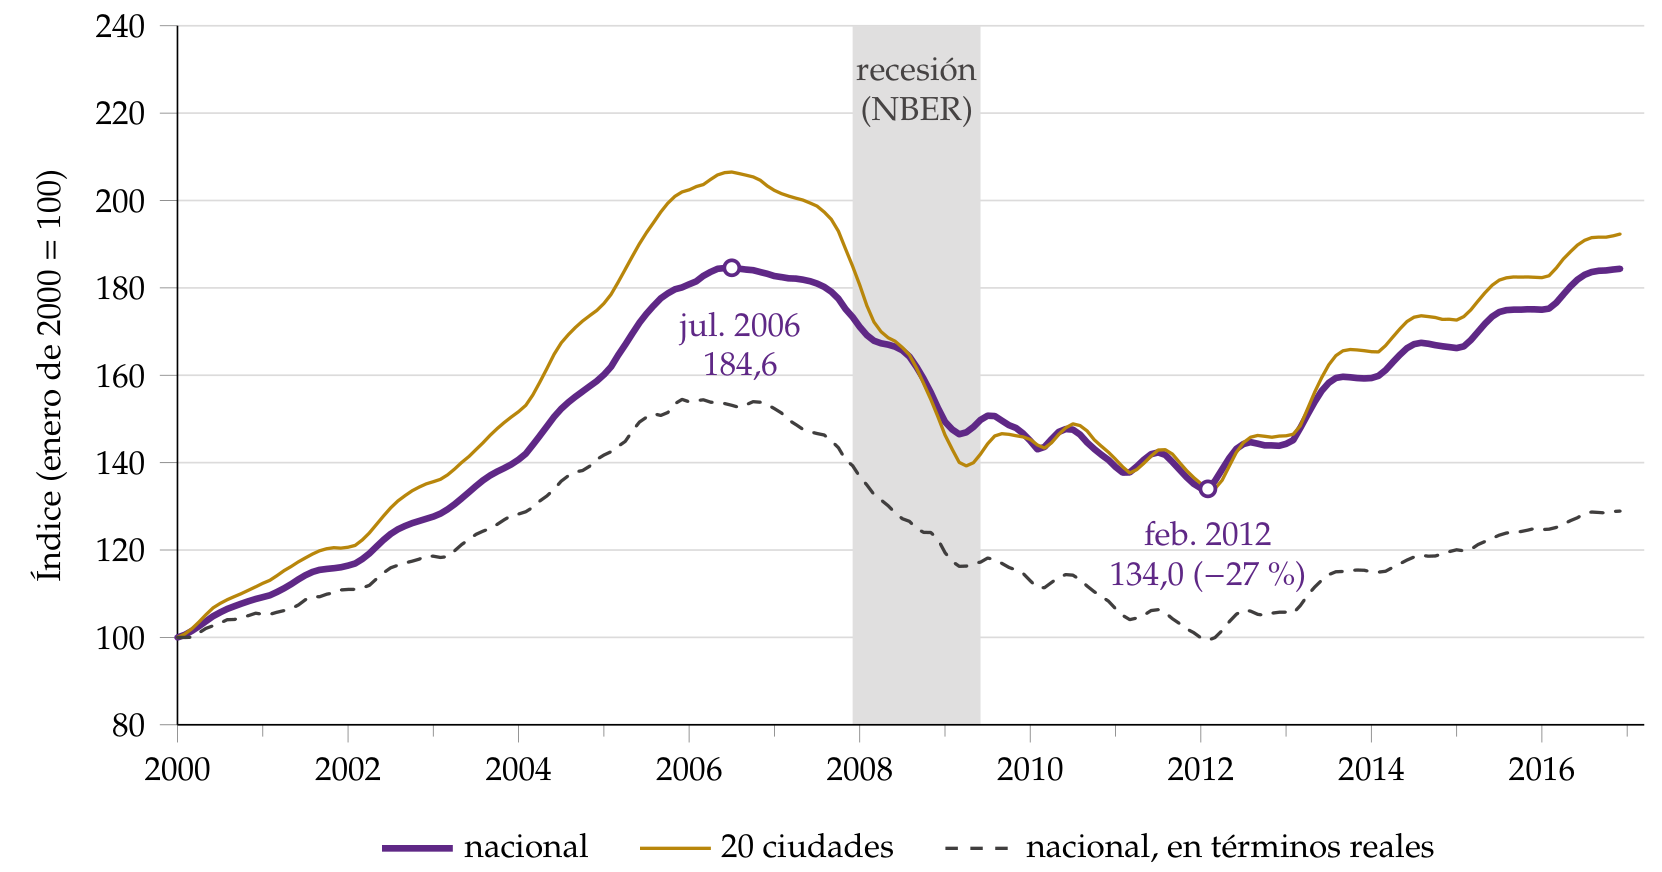 240
220
200
180
160
140
120
100
80
Índice (enero de 2000 = 100)
recesión
(NBER)
jul. 2006
184,6
feb. 2012
134,0 (−27 %)
2000 2002 2004 2006 2008 2010 2012 2014 2016
nacional 20 ciudades nacional, en términos reales